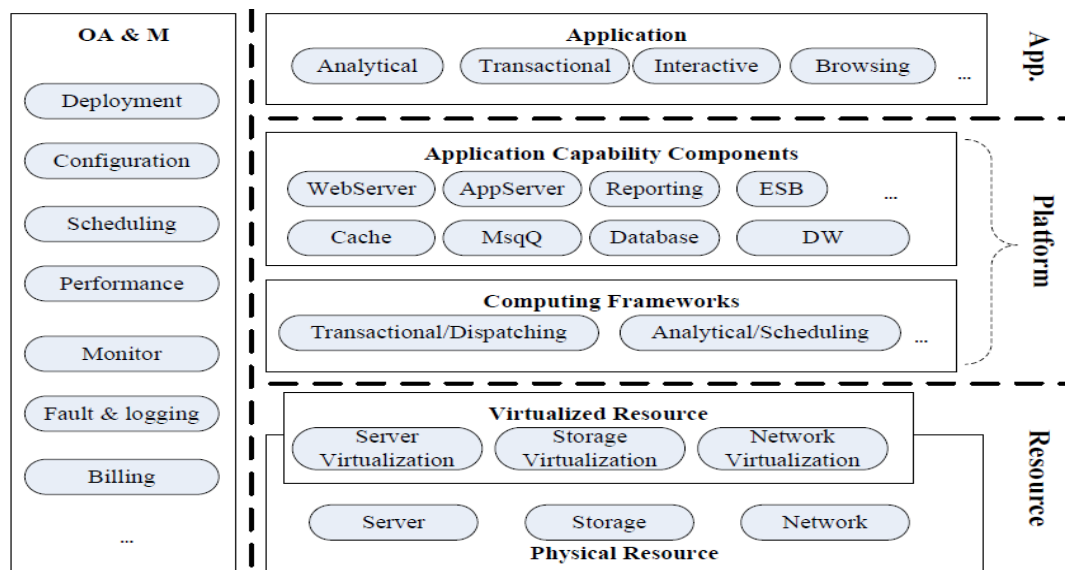 OA & M
Deployment
Configuration
Scheduling
Performance
Monitor
Fault & logging
Billing
...
Application
Analytical
Transactional
Interactive
Browsing
...
App.
Application Capability Components
WebServer
AppServer
Reporting
ESB
...
Cache
MsqQ
Database
DW
Computing Frameworks
Transactional/Dispatching
Analytical/Scheduling
...
Platform
Virtualized Resource
Server
Virtualization
Storage
Virtualization
Network
Virtualization
Server
Storage
Network
Physical Resource
Resource